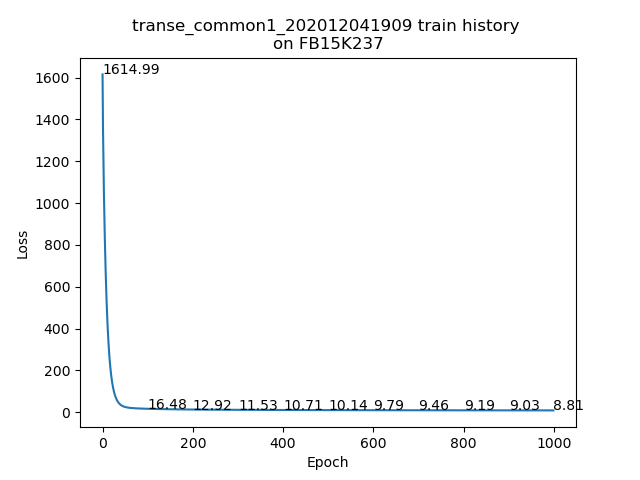 transe_common1_202012041909 train history
on FB15K237
1614.99
1600
1400
1200
1000
800
600
400
200
0
Loss
16.48 12.92 11.53 10.71 10.14 9.79 9.46 9.19 9.03 8.81
0 200 400 600 800 1000
Epoch